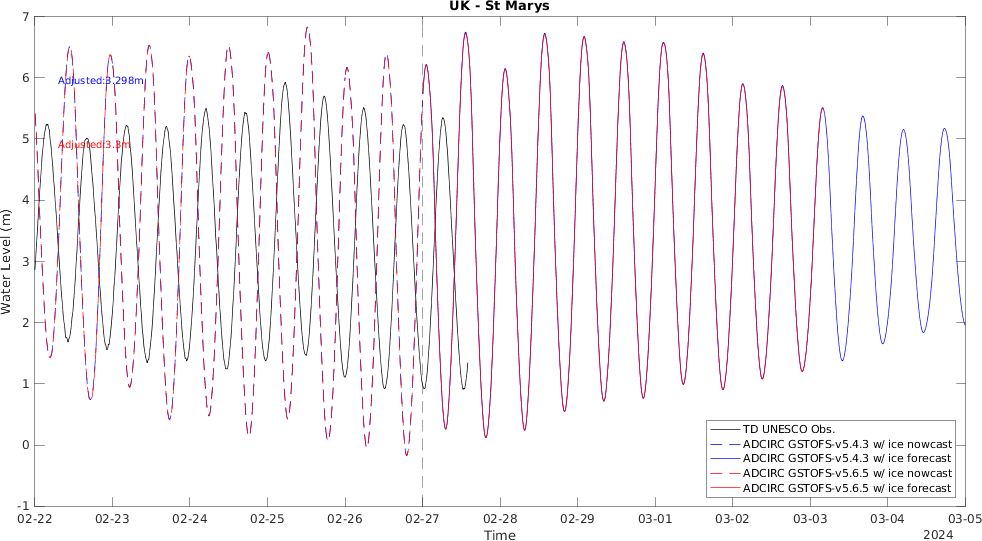 UK - St Marys
7
6
5
4
3
2
1
0
-1
Water Level (m)
Adjusted:3.298m
Adjusted:3.3m
TD UNESCO Obs.
ADCIRC GSTOFS-v5.4.3 w/ ice nowcast
ADCIRC GSTOFS-v5.4.3 w/ ice forecast
ADCIRC GSTOFS-v5.6.5 w/ ice nowcast
ADCIRC GSTOFS-v5.6.5 w/ ice forecast
02-22 02-23 02-24 02-25 02-26 02-27 02-28 02-29 03-01 03-02 03-03 03-04 03-05
Time
2024